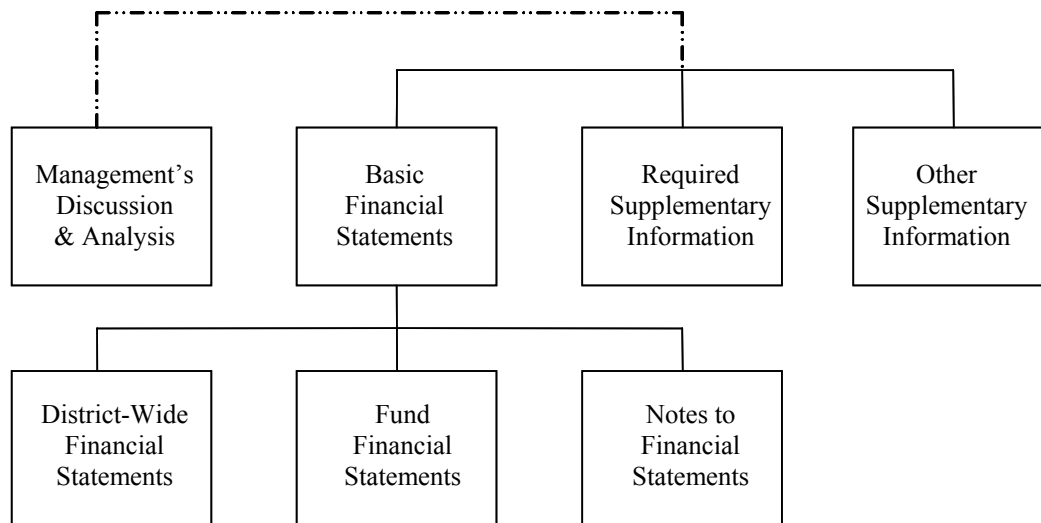 Management’s
Discussion
& Analysis
Basic
Financial
Statements
Required
Supplementary
Information
Other
Supplementary
Information
District-Wide
Financial
Statements
Fund
Financial
Statements
Notes to
Financial
Statements